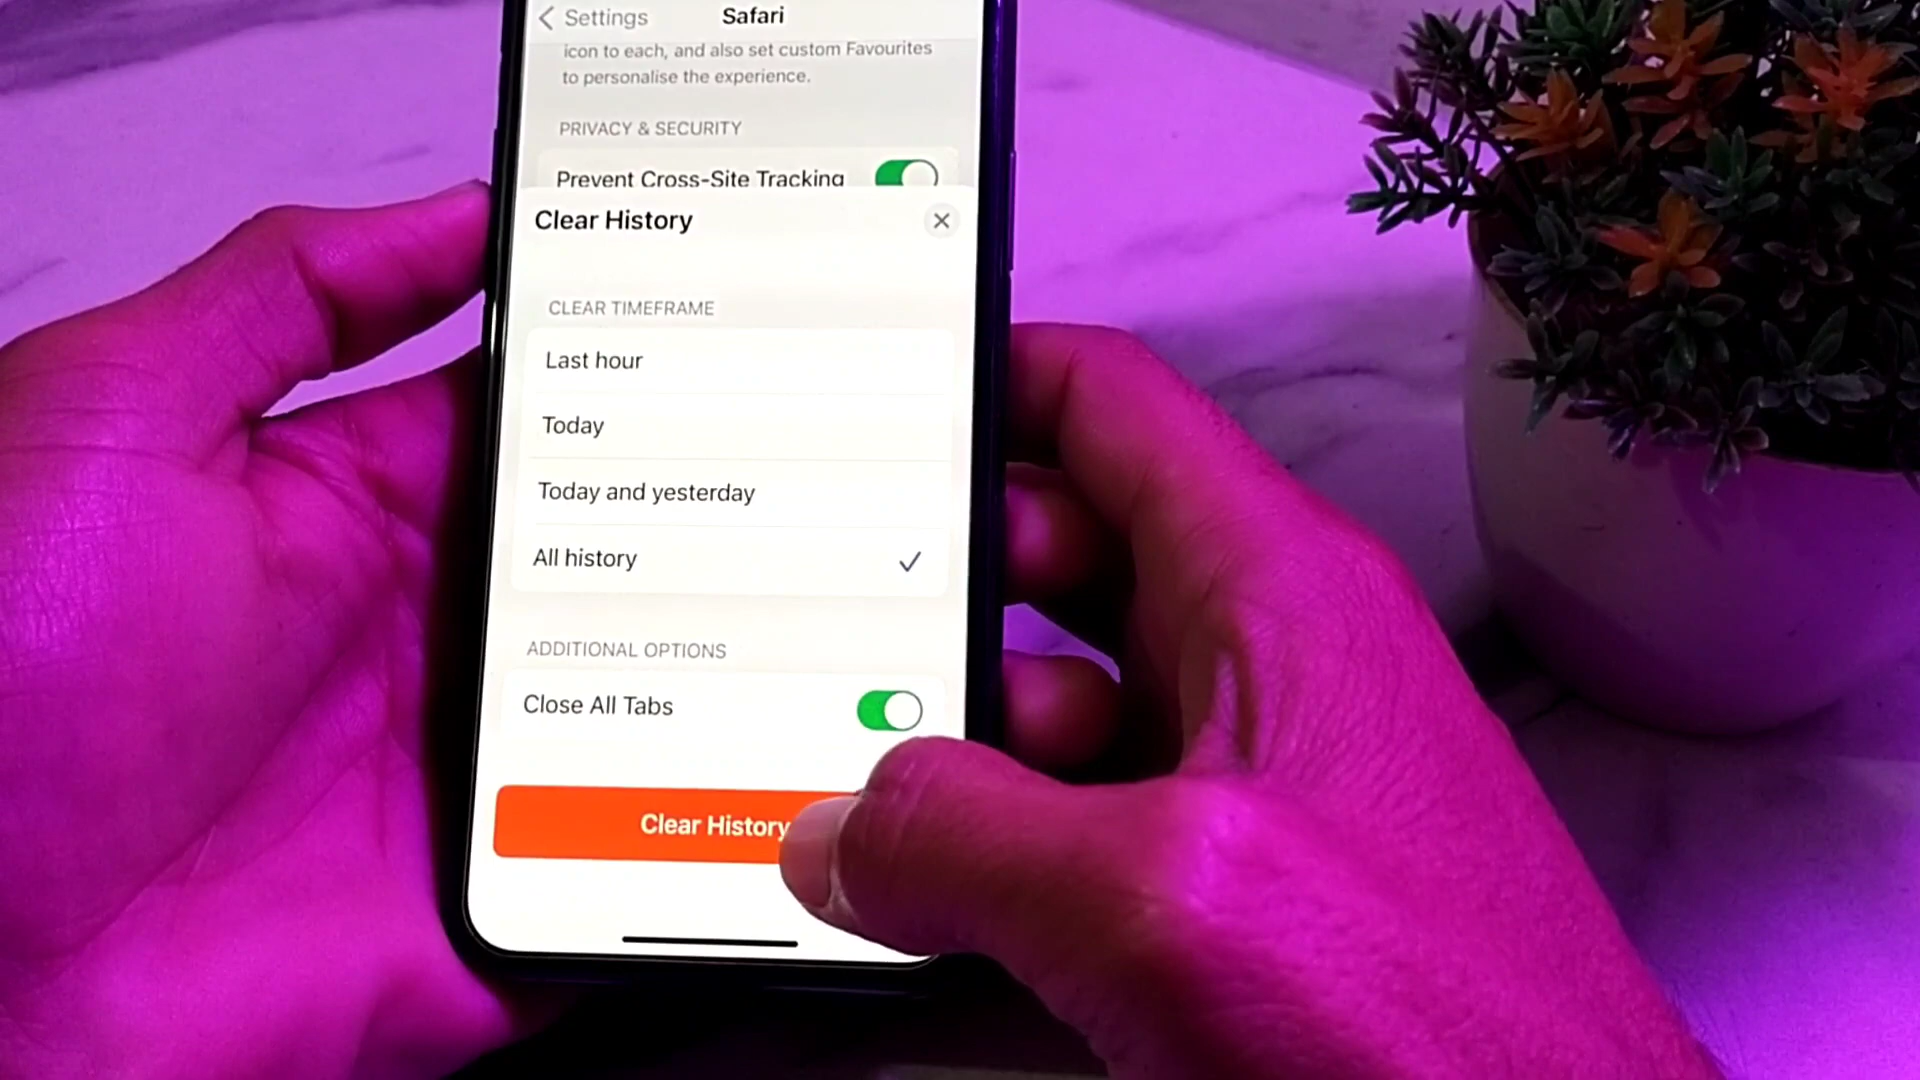 Settings
Safari
icon to each, and also set custom Favourites
to personalise the experience.
PRIVACY & SECURITY
Prevent Cross-Site Tracking
Clear History
CLEAR TIMEFRAME
Last hour
Today
Today and yesterday
All history
ADDITIONAL OPTIONS
Close All Tabs
Clear History